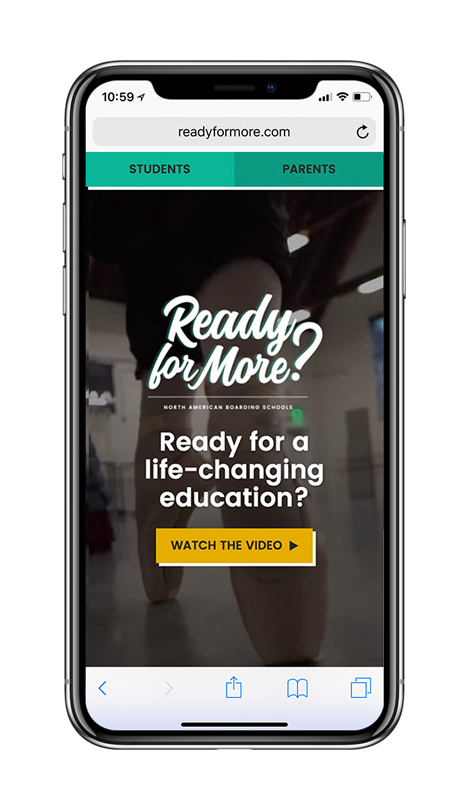 10:59
readyformore.com
STUDENTS PARENTS
Ready
for More?
NORTH AMERICAN BOARDING SCHOOLS
Ready for a
life-changing
education?
WATCH THE VIDEO